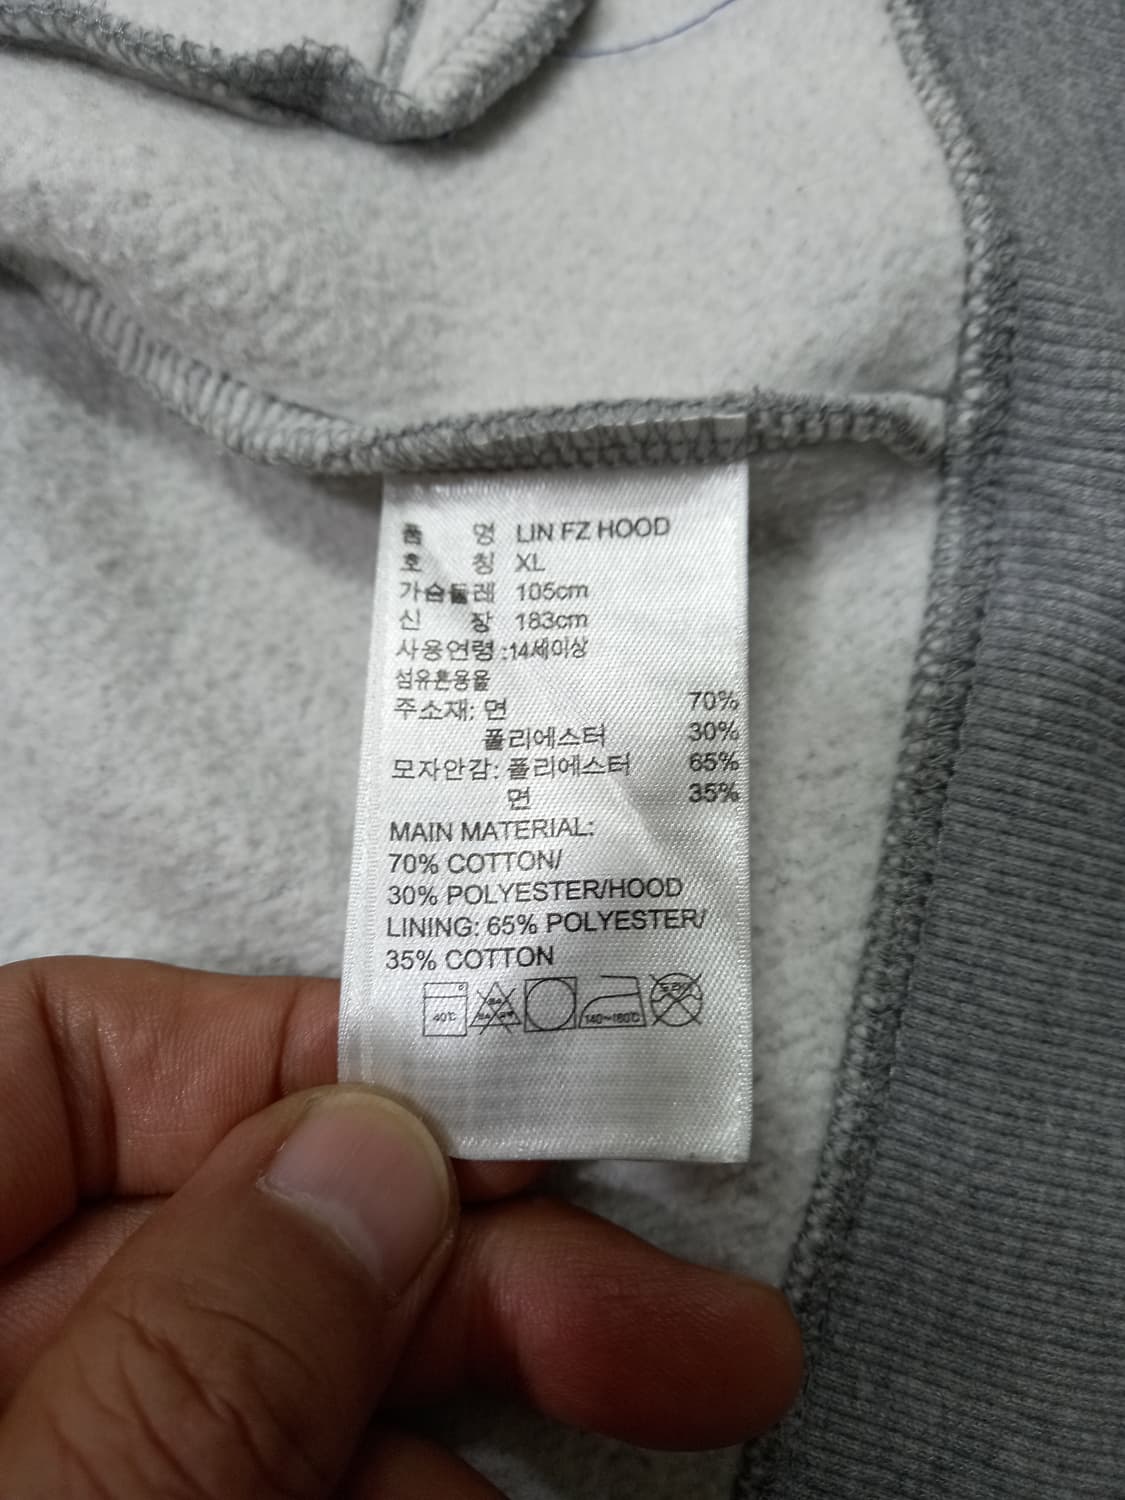 품 명 LIN FZ HOOD
호 칭 XL
가슴둘레 105cm
신 장 183cm
사용연령 :14세이상
섬유혼용율
주소재: 면 70%
폴리에스터 30%
모자안감: 폴리에스터 65%
면 35%
MAIN MATERIAL:
70% COTTON/
30% POLYESTER/HOOD
LINING: 65% POLYESTER/
35% COTTON
40℃ 140~160℃